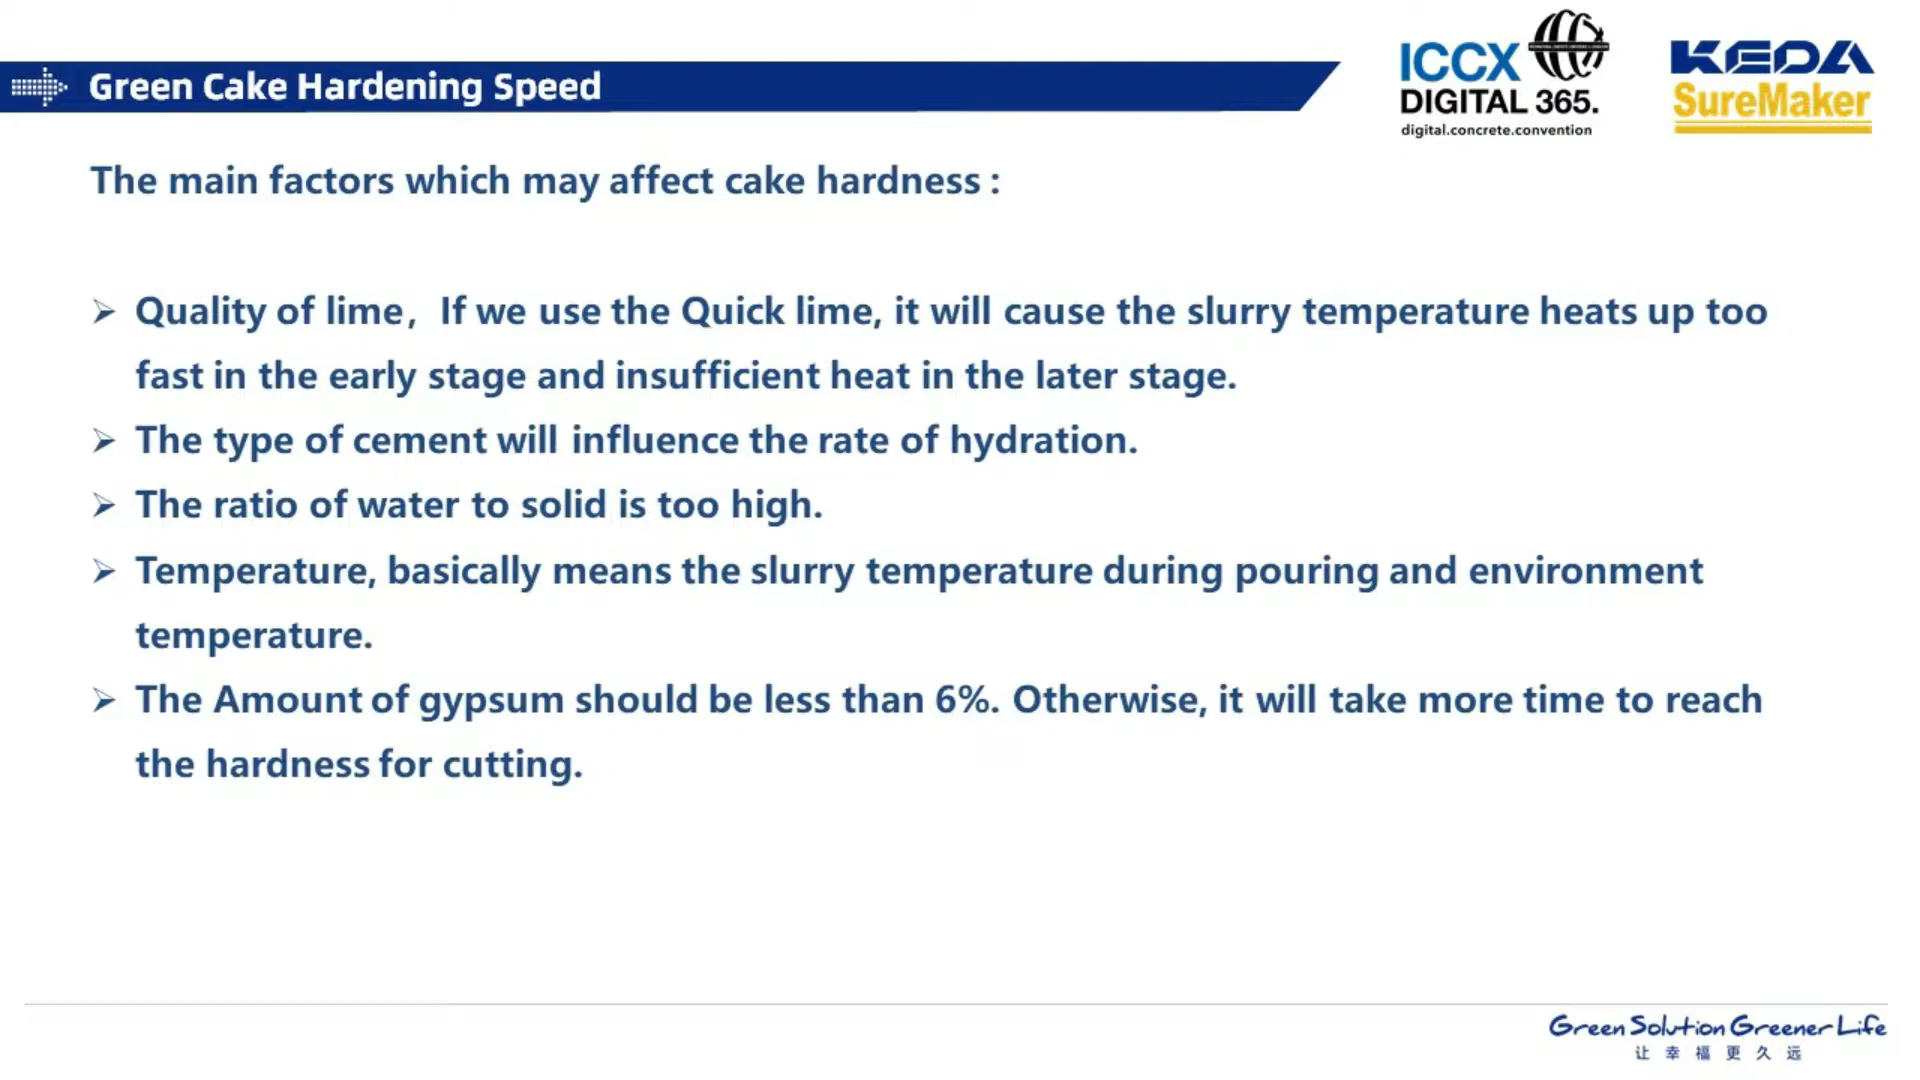 Green Cake Hardening Speed
ICCX
DIGITAL 365.
digital.concrete.convention
KEDA
SureMaker
The main factors which may affect cake hardness :
Quality of lime，If we use the Quick lime, it will cause the slurry temperature heats up too
fast in the early stage and insufficient heat in the later stage.
The type of cement will influence the rate of hydration.
The ratio of water to solid is too high.
Temperature, basically means the slurry temperature during pouring and environment
temperature.
The Amount of gypsum should be less than 6%. Otherwise, it will take more time to reach
the hardness for cutting.
Green Solution Greener Life
让幸福更久远